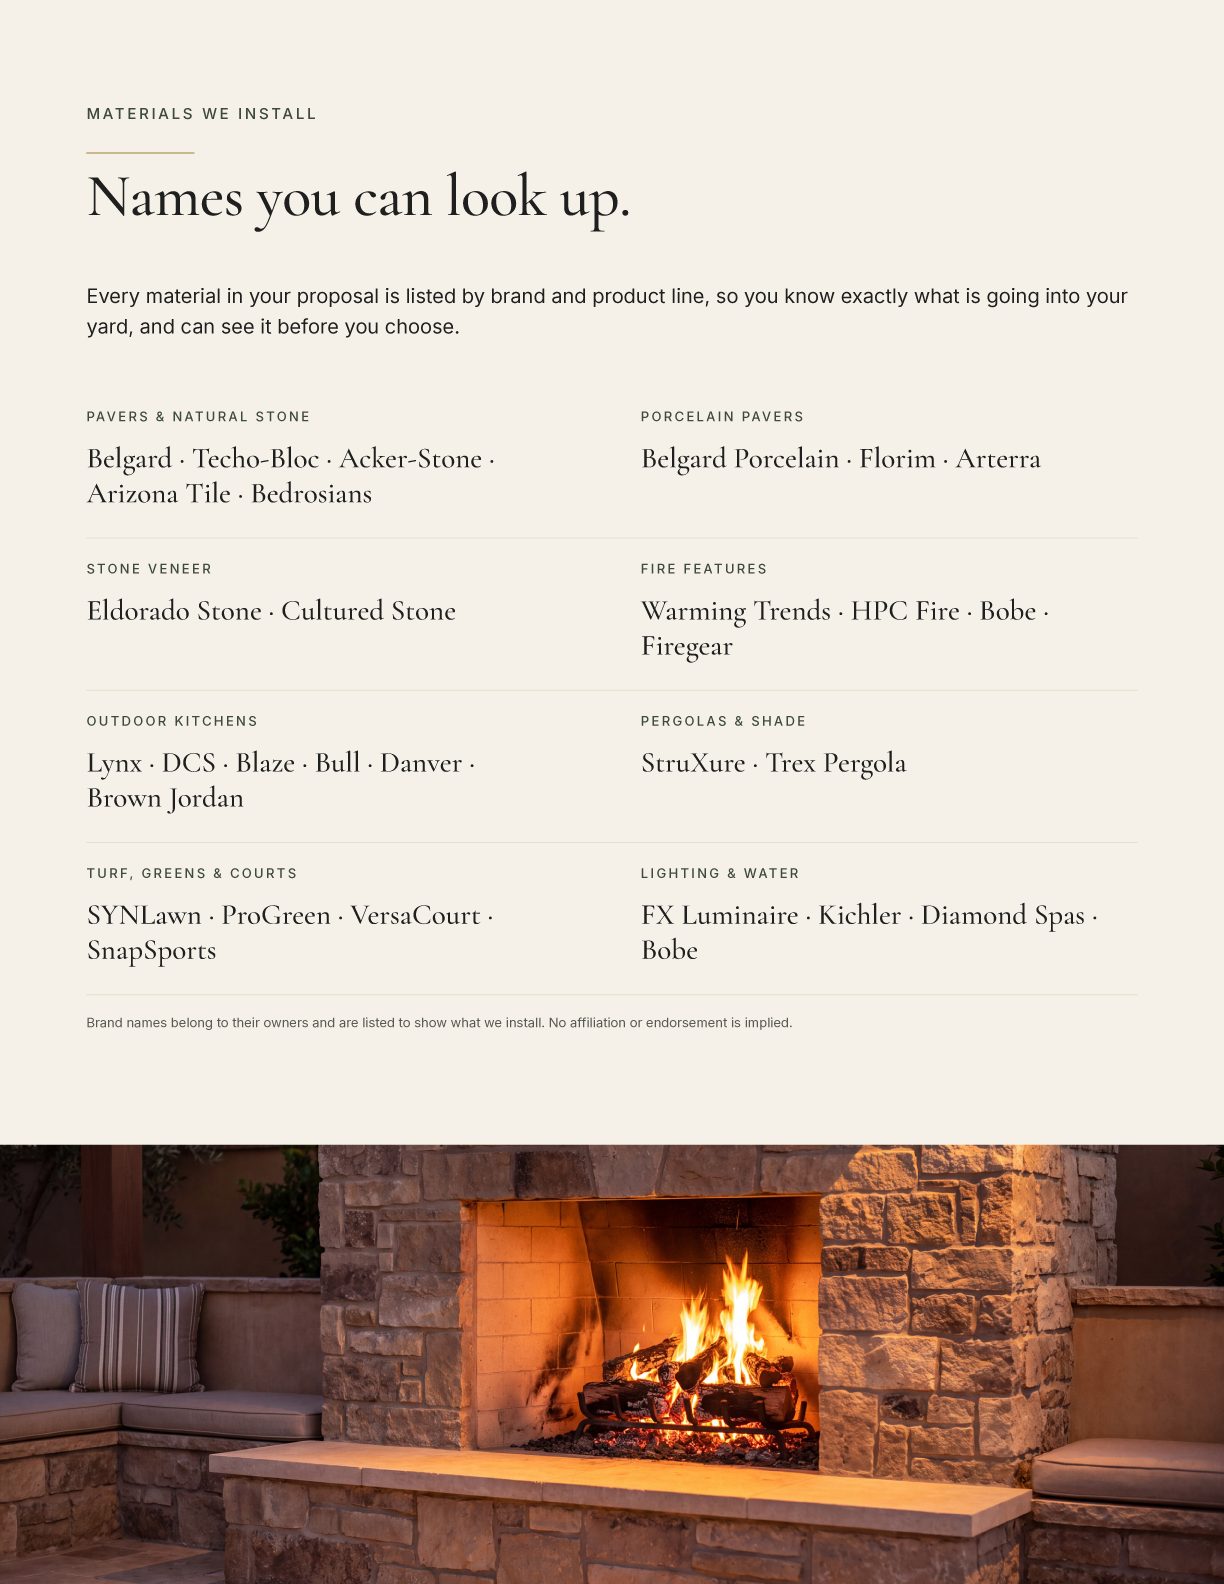 MATERIALS WE INSTALL
Names you can look up.
Every material in your proposal is listed by brand and product line, so you know exactly what is going into your
yard, and can see it before you choose.
PAVERS & NATURAL STONE
Belgard · Techo-Bloc · Acker-Stone ·
Arizona Tile · Bedrosians
PORCELAIN PAVERS
Belgard Porcelain · Florim · Arterra
STONE VENEER
Eldorado Stone · Cultured Stone
FIRE FEATURES
Warming Trends · HPC Fire · Bobe ·
Firegear
OUTDOOR KITCHENS
Lynx · DCS · Blaze · Bull · Danver ·
Brown Jordan
PERGOLAS & SHADE
StruXure · Trex Pergola
TURF, GREENS & COURTS
SYNLawn · ProGreen · VersaCourt ·
SnapSports
LIGHTING & WATER
FX Luminaire · Kichler · Diamond Spas ·
Bobe
Brand names belong to their owners and are listed to show what we install. No affiliation or endorsement is implied.